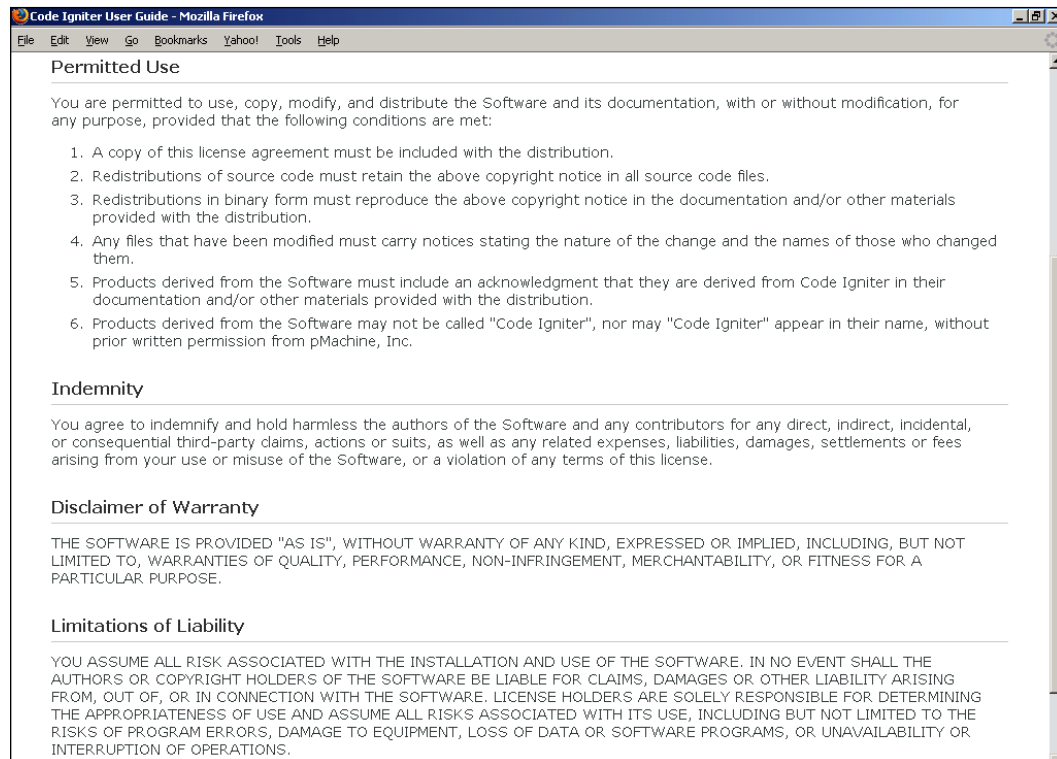 Code Igniter User Guide - Mozilla Firefox
File Edit View Go Bookmarks Yahoo! Tools Help
Permitted Use
You are permitted to use, copy, modify, and distribute the Software and its documentation, with or without modification, for
any purpose, provided that the following conditions are met:
1. A copy of this license agreement must be included with the distribution.
2. Redistributions of source code must retain the above copyright notice in all source code files.
3. Redistributions in binary form must reproduce the above copyright notice in the documentation and/or other materials
provided with the distribution.
4. Any files that have been modified must carry notices stating the nature of the change and the names of those who changed
them.
5. Products derived from the Software must include an acknowledgment that they are derived from Code Igniter in their
documentation and/or other materials provided with the distribution.
6. Products derived from the Software may not be called "Code Igniter", nor may "Code Igniter" appear in their name, without
prior written permission from pMachine, Inc.
Indemnity
You agree to indemnify and hold harmless the authors of the Software and any contributors for any direct, indirect, incidental,
or consequential third-party claims, actions or suits, as well as any related expenses, liabilities, damages, settlements or fees
arising from your use or misuse of the Software, or a violation of any terms of this license.
Disclaimer of Warranty
THE SOFTWARE IS PROVIDED "AS IS", WITHOUT WARRANTY OF ANY KIND, EXPRESSED OR IMPLIED, INCLUDING, BUT NOT
LIMITED TO, WARRANTIES OF QUALITY, PERFORMANCE, NON-INFRINGEMENT, MERCHANTABILITY, OR FITNESS FOR A
PARTICULAR PURPOSE.
Limitations of Liability
YOU ASSUME ALL RISK ASSOCIATED WITH THE INSTALLATION AND USE OF THE SOFTWARE. IN NO EVENT SHALL THE
AUTHORS OR COPYRIGHT HOLDERS OF THE SOFTWARE BE LIABLE FOR CLAIMS, DAMAGES OR OTHER LIABILITY ARISING
FROM, OUT OF, OR IN CONNECTION WITH THE SOFTWARE. LICENSE HOLDERS ARE SOLELY RESPONSIBLE FOR DETERMINING
THE APPROPRIATENESS OF USE AND ASSUME ALL RISKS ASSOCIATED WITH ITS USE, INCLUDING BUT NOT LIMITED TO THE
RISKS OF PROGRAM ERRORS, DAMAGE TO EQUIPMENT, LOSS OF DATA OR SOFTWARE PROGRAMS, OR UNAVAILABILITY OR
INTERRUPTION OF OPERATIONS.